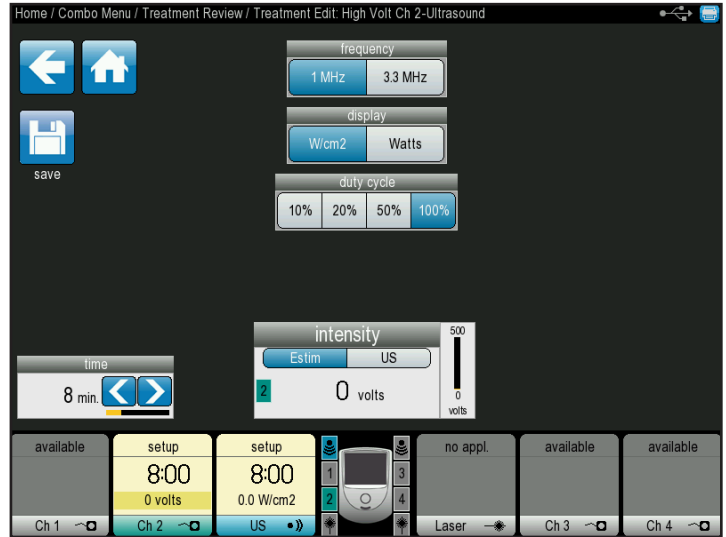 Home / Combo Menu / Treatment Review / Treatment Edit: High Volt Ch 2-Ultrasound
frequency
1 MHz 3.3 MHz
display
W/cm2 Watts
save
duty cycle
10% 20% 50% 100%
intensity
Estim US
500
2 0 volts
0
volts
time
8 min.
available setup setup no appl. available available
8:00 8:00
0 volts 0.0 W/cm2
1 3
2 4
Ch 1 Ch 2 US Laser Ch 3 Ch 4